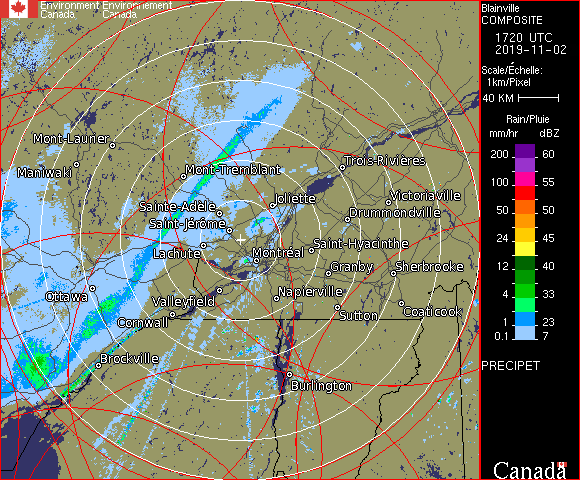 Environment Environnement
Canada Canada
Blainville
COMPOSITE
1720 UTC
2019-11-02
Scale/Échelle:
1km/Pixel
40 KM
Rain/Pluie
mm/hr dBZ
200 60
100 55
50 50
24 45
12 40
4 33
1 23
0.1 7
PRECIPET
Mont-Laurier
Maniwaki
Mont-Tremblant
Trois-Rivières
Sainte-Adèle
Joliette
Victoriaville
Saint-Jérôme
Drummondville
Lachute
Montréal
Saint-Hyacinthe
Granby
Sherbrooke
Ottawa
Valleyfield
Napierville
Cornwall
Sutton
Coaticook
Brockville
Burlington
Canada